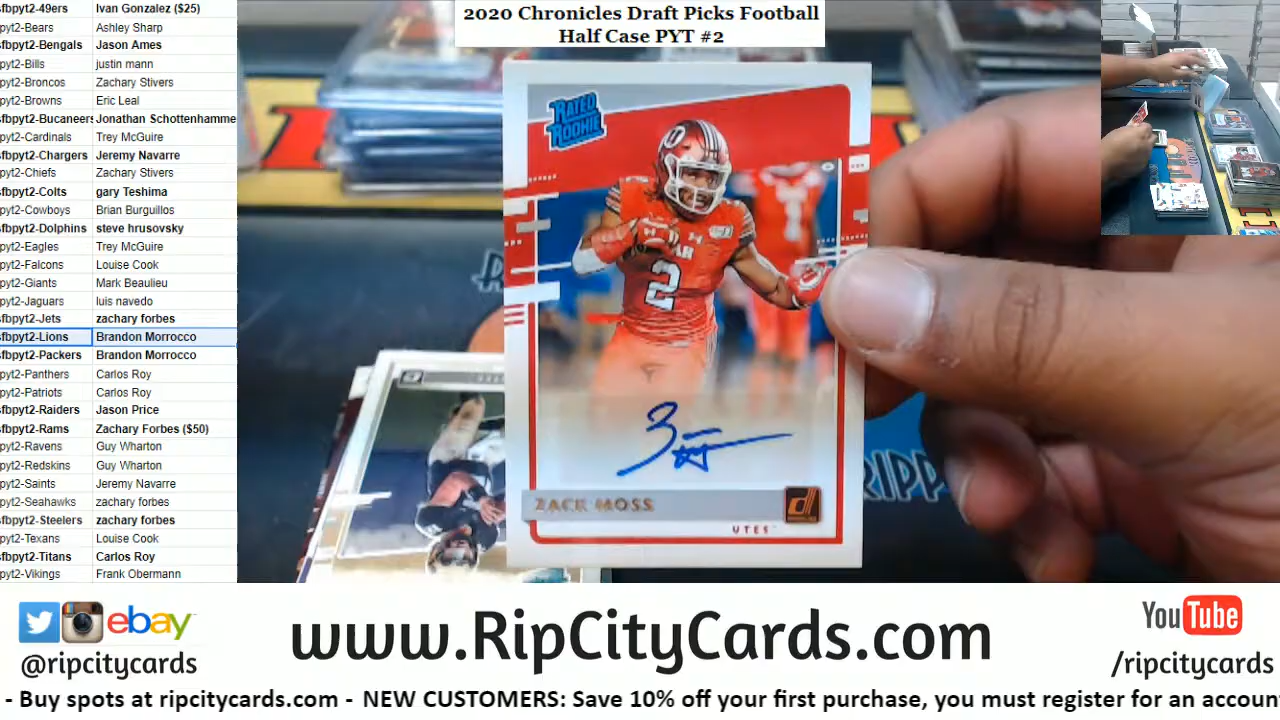 2020 Chronicles Draft Picks Football
Half Case PYT #2
fbpyt2-49ers Ivan Gonzalez ($25)
pyt2-Bears Ashley Sharp
fbpyt2-Bengals Jason Ames
pyt2-Bills justin mann
pyt2-Broncos Zachary Stivers
pyt2-Browns Eric Leal
fbpyt2-Bucaneers Jonathan Schottenhamme
pyt2-Cardinals Trey McGuire
fbpyt2-Chargers Jeremy Navarre
pyt2-Chiefs Zachary Stivers
fbpyt2-Colts gary Teshima
pyt2-Cowboys Brian Burguillos
fbpyt2-Dolphins steve hrusovsky
pyt2-Eagles Trey McGuire
pyt2-Falcons Louise Cook
pyt2-Giants Mark Beaulieu
pyt2-Jaguars luis navedo
fbpyt2-Jets zachary forbes
fbpyt2-Lions Brandon Morrocco
fbpyt2-Packers Brandon Morrocco
pyt2-Panthers Carlos Roy
pyt2-Patriots Carlos Roy
fbpyt2-Raiders Jason Price
fbpyt2-Rams Zachary Forbes ($50)
pyt2-Ravens Guy Wharton
pyt2-Redskins Guy Wharton
pyt2-Saints Jeremy Navarre
pyt2-Seahawks zachary forbes
fbpyt2-Steelers zachary forbes
pyt2-Texans Louise Cook
fbpyt2-Titans Carlos Roy
pyt2-Vikings Frank Obermann
RATED
ROOKIE
2
ZACK MOSS
UTES
RIPP
ebay
@ripcitycards
www.RipCityCards.com
YouTube
/ripcitycards
- Buy spots at ripcitycards.com - NEW CUSTOMERS: Save 10% off your first purchase, you must register for an accoun